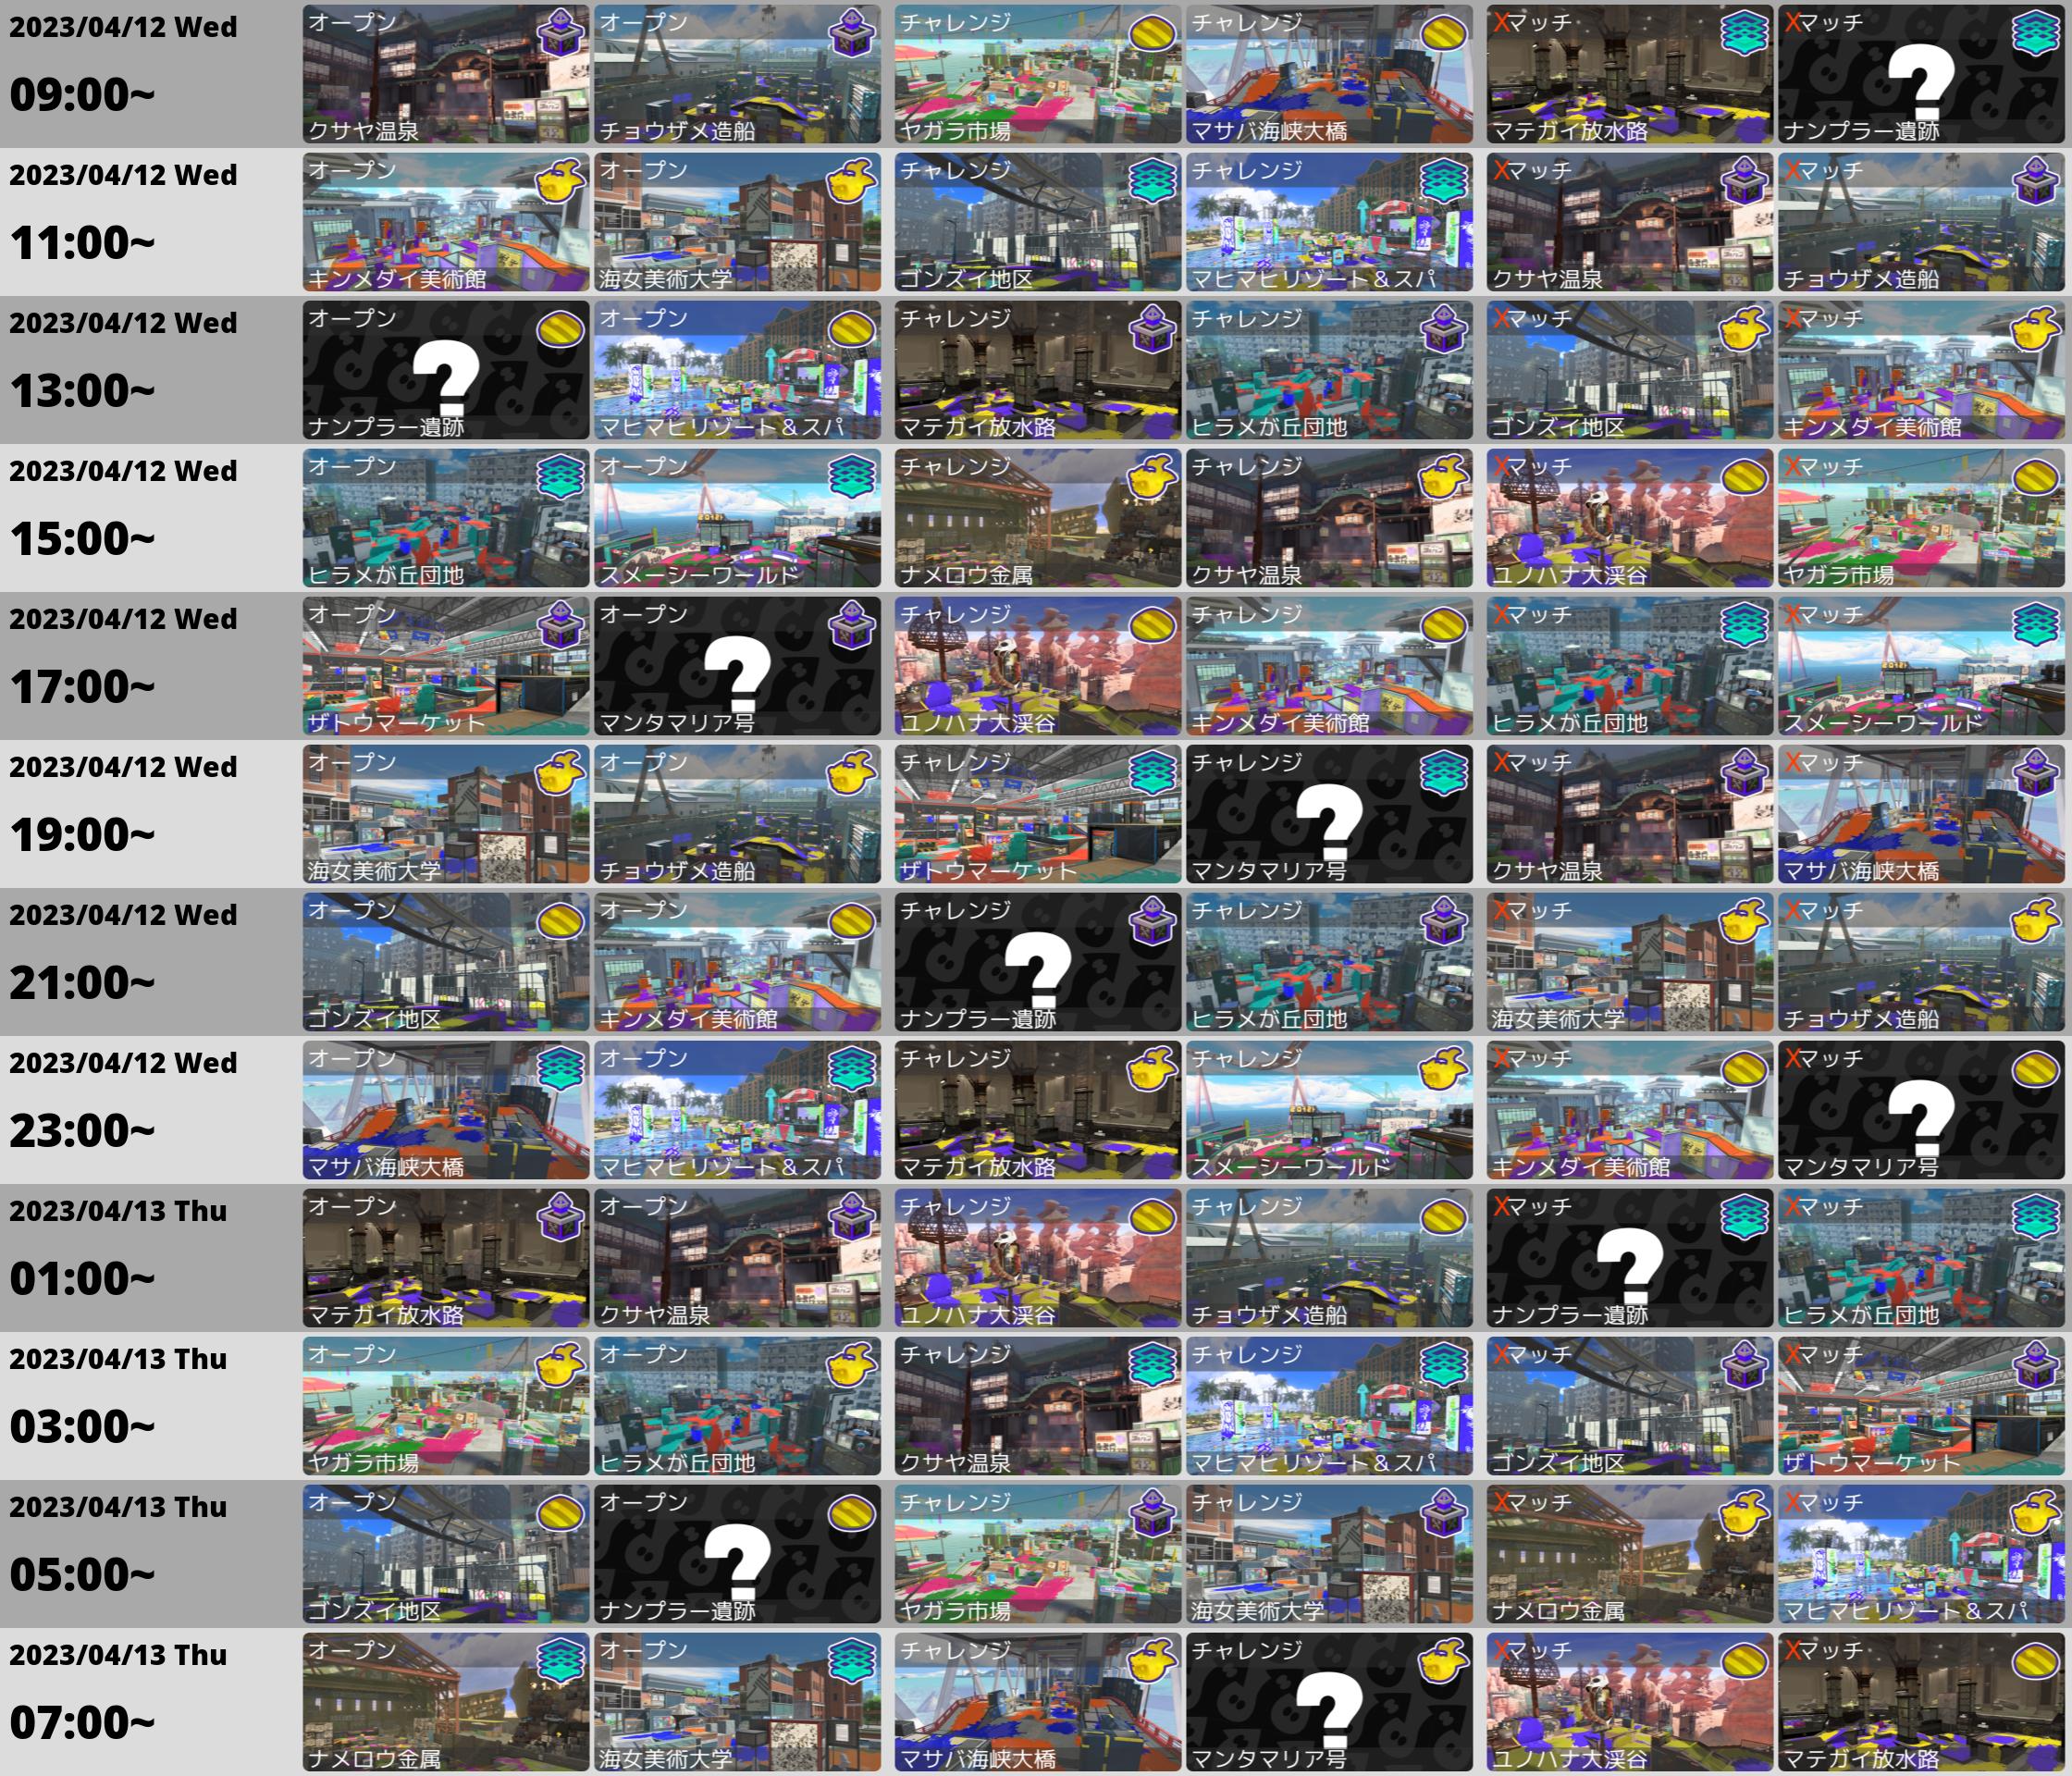 2023/04/12 Wed
09:00~
オープン
クサヤ温泉
オープン
チョウザメ造船
チャレンジ
ヤガラ市場
チャレンジ
マサバ海峡大橋
Xマッチ
マテガイ放水路
Xマッチ
?
ナンプラー遺跡
2023/04/12 Wed
11:00~
オープン
キンメダイ美術館
オープン
海女美術大学
チャレンジ
ゴンズイ地区
チャレンジ
マヒマヒリゾート&スパ
Xマッチ
クサヤ温泉
Xマッチ
チョウザメ造船
2023/04/12 Wed
13:00~
オープン
?
ナンプラー遺跡
オープン
マヒマヒリゾート&スパ
チャレンジ
マテガイ放水路
チャレンジ
ヒラメが丘団地
Xマッチ
ゴンズイ地区
Xマッチ
キンメダイ美術館
2023/04/12 Wed
15:00~
オープン
ヒラメが丘団地
オープン
スメーシーワールド
チャレンジ
ナメロウ金属
チャレンジ
クサヤ温泉
Xマッチ
ユノハナ大渓谷
Xマッチ
ヤガラ市場
2023/04/12 Wed
17:00~
オープン
ザトウマーケット
オープン
?
マンタマリア号
チャレンジ
ユノハナ大渓谷
チャレンジ
キンメダイ美術館
Xマッチ
ヒラメが丘団地
Xマッチ
スメーシーワールド
2023/04/12 Wed
19:00~
オープン
海女美術大学
オープン
チョウザメ造船
チャレンジ
ザトウマーケット
チャレンジ
?
マンタマリア号
Xマッチ
クサヤ温泉
Xマッチ
マサバ海峡大橋
2023/04/12 Wed
21:00~
オープン
ゴンズイ地区
オープン
キンメダイ美術館
チャレンジ
?
ナンプラー遺跡
チャレンジ
ヒラメが丘団地
Xマッチ
海女美術大学
Xマッチ
チョウザメ造船
2023/04/12 Wed
23:00~
オープン
マサバ海峡大橋
オープン
マヒマヒリゾート&スパ
チャレンジ
マテガイ放水路
チャレンジ
スメーシーワールド
Xマッチ
キンメダイ美術館
Xマッチ
?
マンタマリア号
2023/04/13 Thu
01:00~
オープン
マテガイ放水路
オープン
クサヤ温泉
チャレンジ
ユノハナ大渓谷
チャレンジ
チョウザメ造船
Xマッチ
?
ナンプラー遺跡
Xマッチ
ヒラメが丘団地
2023/04/13 Thu
03:00~
オープン
ヤガラ市場
オープン
ヒラメが丘団地
チャレンジ
クサヤ温泉
チャレンジ
マヒマヒリゾート&スパ
Xマッチ
ゴンズイ地区
Xマッチ
ザトウマーケット
2023/04/13 Thu
05:00~
オープン
ゴンズイ地区
オープン
?
ナンプラー遺跡
チャレンジ
ヤガラ市場
チャレンジ
海女美術大学
Xマッチ
ナメロウ金属
Xマッチ
マヒマヒリゾート&スパ
2023/04/13 Thu
07:00~
オープン
ナメロウ金属
オープン
海女美術大学
チャレンジ
マサバ海峡大橋
チャレンジ
?
マンタマリア号
Xマッチ
ユノハナ大渓谷
Xマッチ
マテガイ放水路